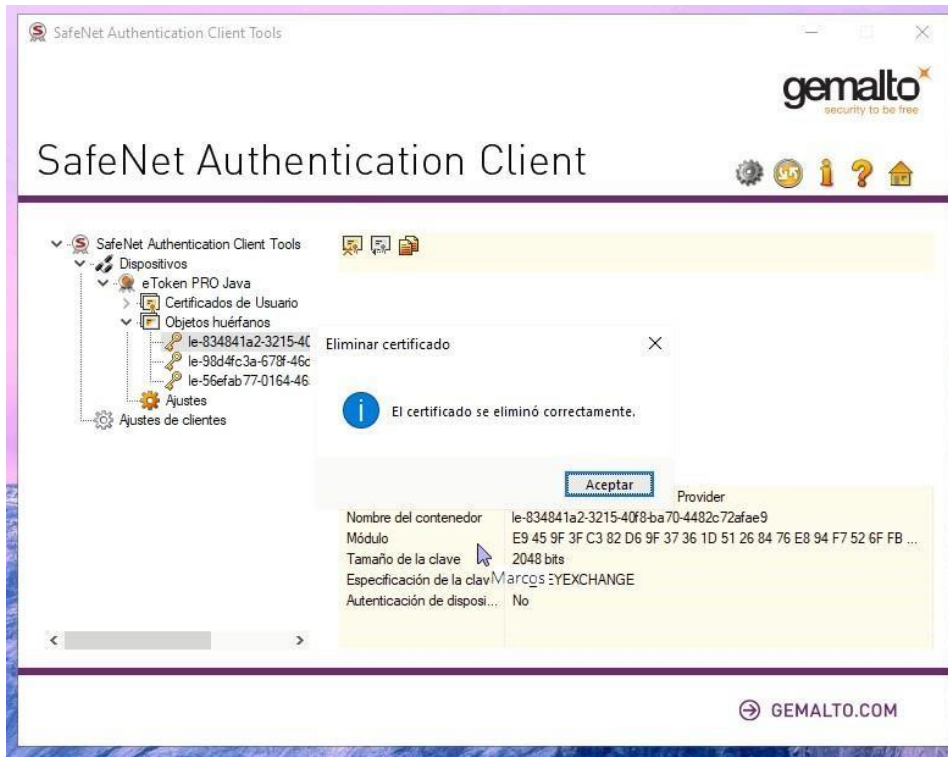 SafeNet Authentication Client Tools
gemalto
security to be free
SafeNet Authentication Client
SafeNet Authentication Client Tools
Dispositivos
eToken PRO Java
Certificados de Usuario
Objetos huérfanos
le-834841a2-3215-40
le-98d4fc3a-678f-46c
le-56efab77-0164-46
Ajustes
Ajustes de clientes
Eliminar certificado
El certificado se eliminó correctamente.
Aceptar
Provider
Nombre del contenedor le-834841a2-3215-40f8-ba70-4482c72afae9
Módulo E9 45 9F 3F C3 82 D6 9F 37 36 1D 51 26 84 76 E8 94 F7 52 6F FB ...
Tamaño de la clave 2048 bits
Especificación de la clav Marcos EYEXCHANGE
Autenticación de disposi... No
GEMALTO.COM